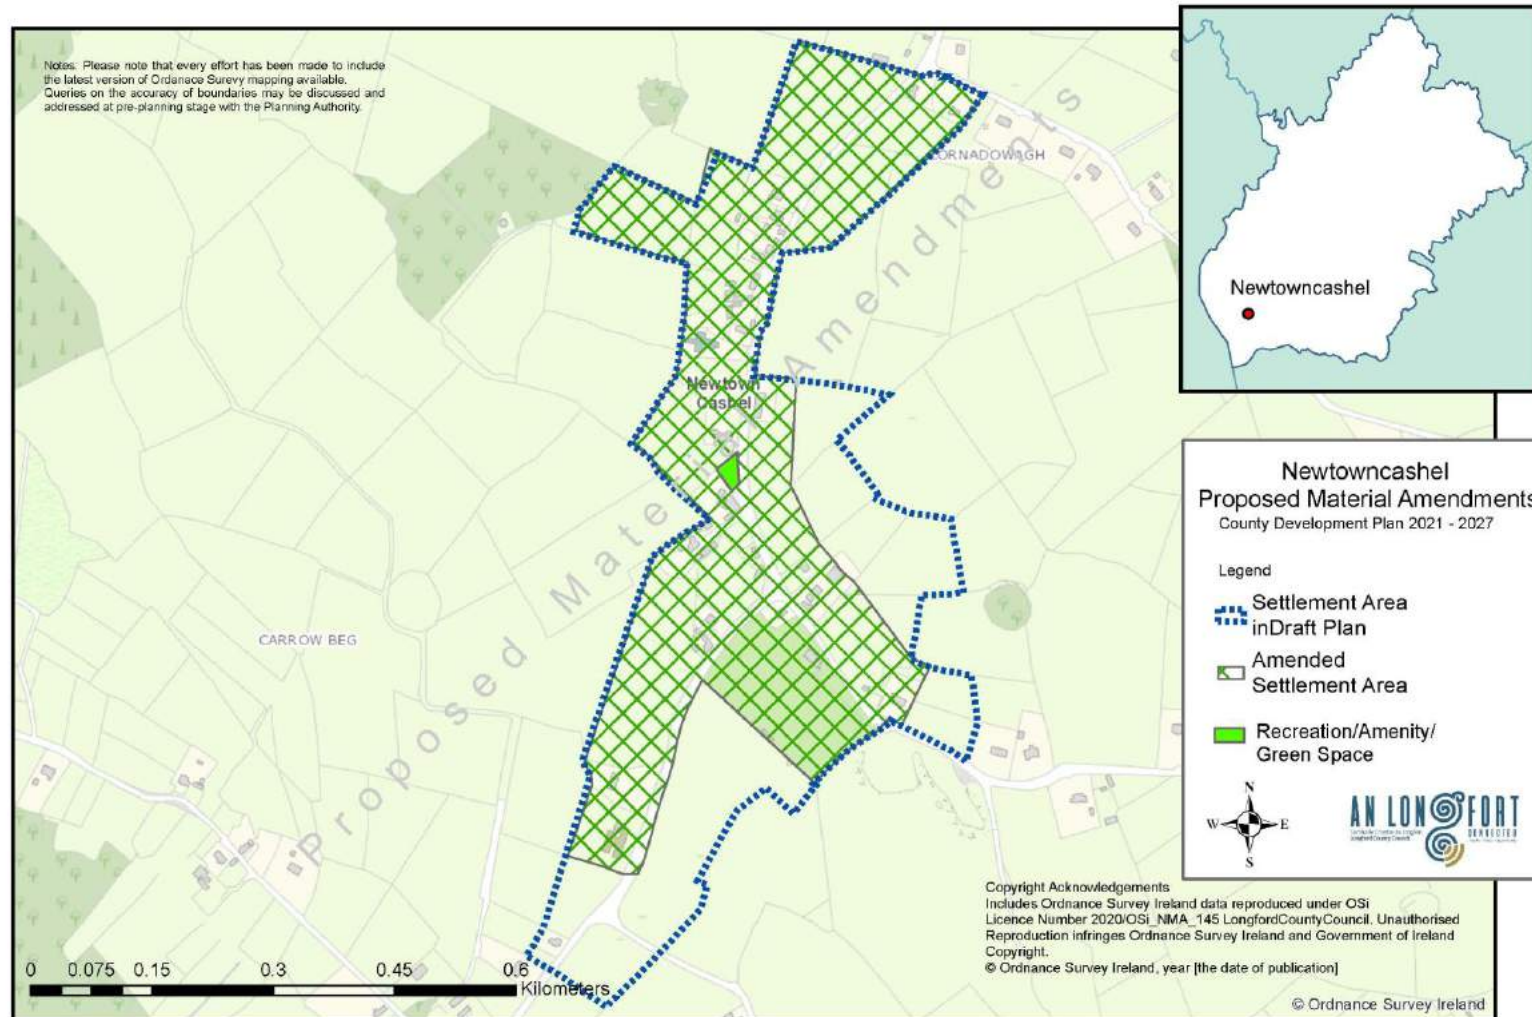 Notes: Please note that every effort has been made to include
the latest version of Ordanace Surevy mapping available.
Queries on the accuracy of boundaries may be discussed and
addressed at pre-planning stage with the Planning Authority.
Newtowncashel
CORNADOWAGH
Newtown
Cashel
CARROW BEG
Proposed Material Amendments
Newtowncashel
Proposed Material Amendments
County Development Plan 2021 - 2027
Legend
Settlement Area
inDraft Plan
Amended
Settlement Area
Recreation/Amenity/
Green Space
N
W E
S
AN LONGFORT
CONNECTED
Copyright Acknowledgements
Includes Ordnance Survey Ireland data reproduced under OSi
Licence Number 2020/OSi_NMA_145 LongfordCountyCouncil. Unauthorised
Reproduction infringes Ordnance Survey Ireland and Government of Ireland
Copyright.
© Ordnance Survey Ireland, year [the date of publication]
0 0.075 0.15 0.3 0.45 0.6
Kilometers
© Ordnance Survey Ireland